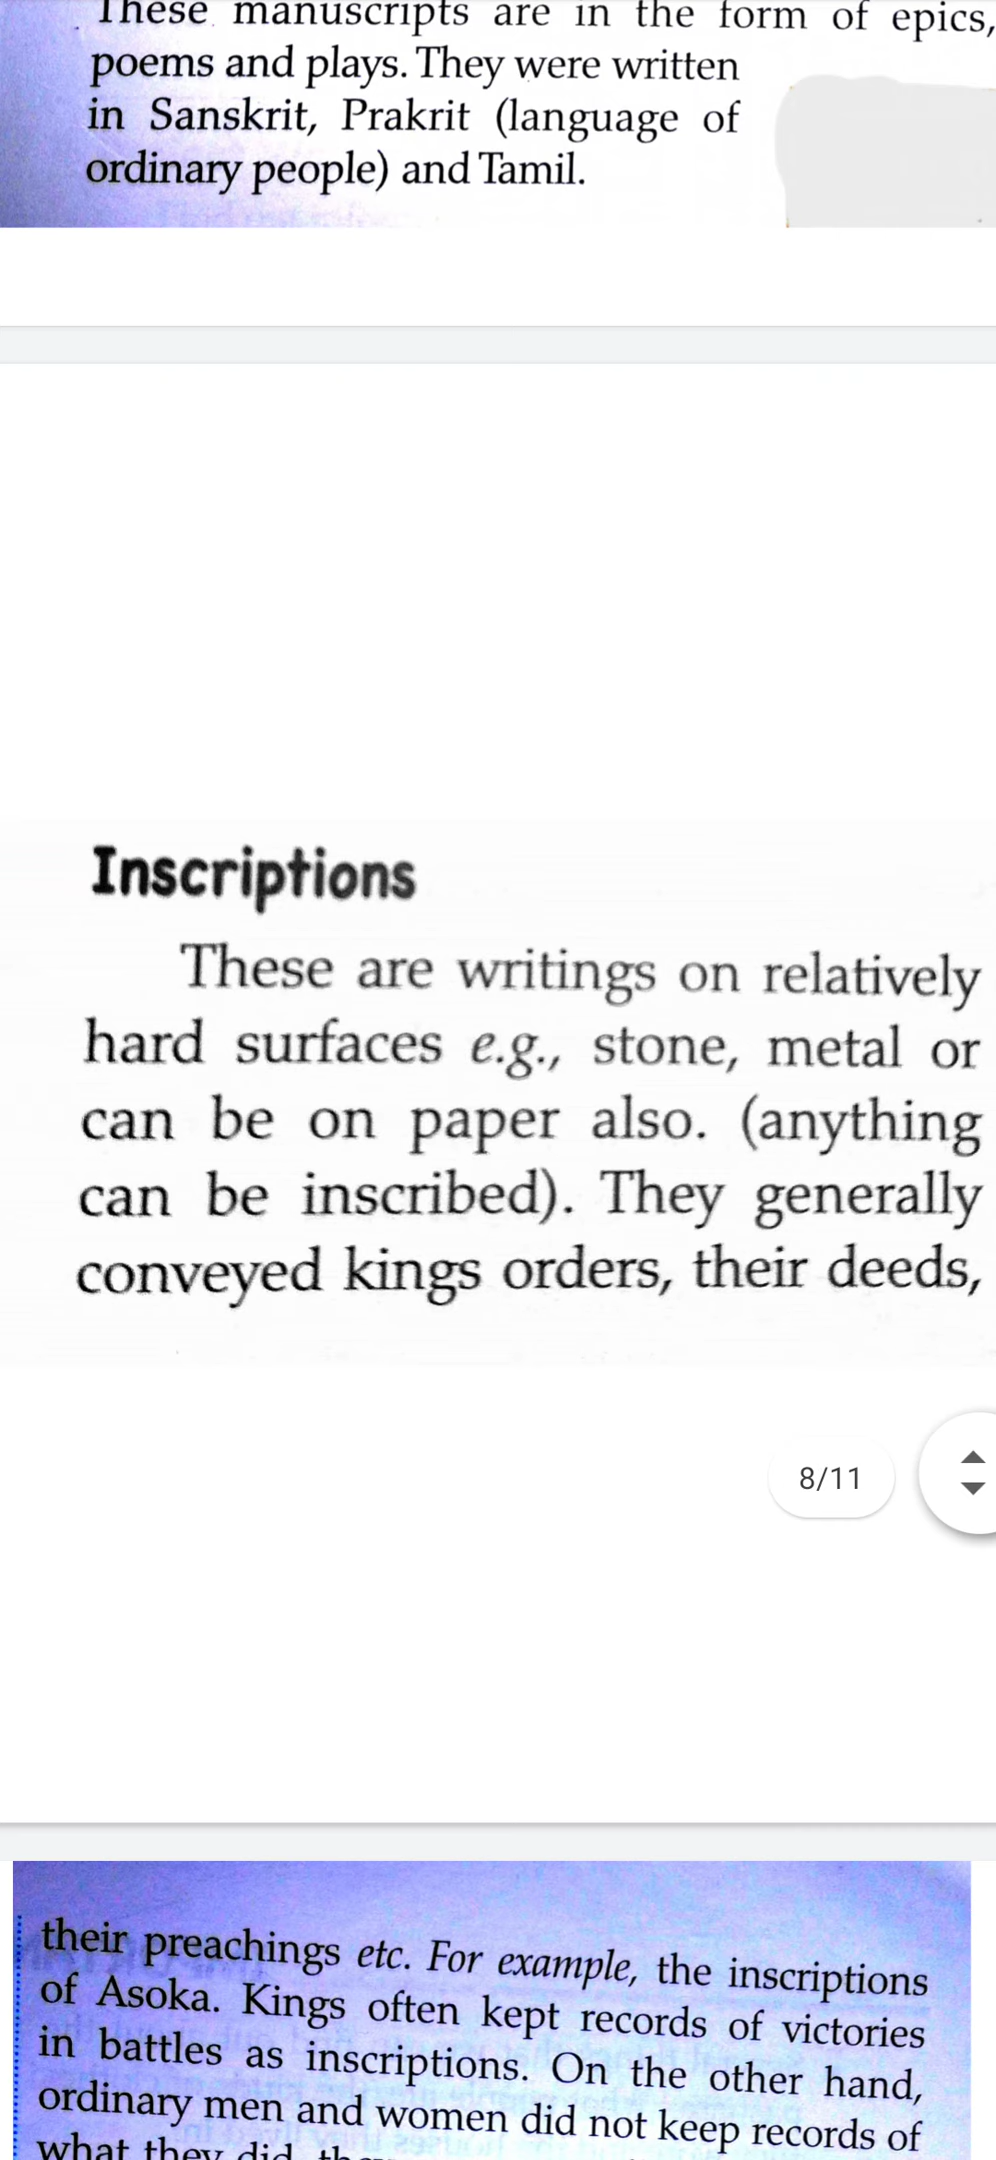 These manuscripts are in the form of epics,
poems and plays. They were written
in Sanskrit, Prakrit (language of
ordinary people) and Tamil.
Inscriptions
These are writings on relatively
hard surfaces e.g., stone, metal or
can be on paper also. (anything
can be inscribed). They generally
conveyed kings orders, their deeds,
8/11
their preachings etc. For example, the inscriptions
of Asoka. Kings often kept records of victories
in battles as inscriptions. On the other hand,
ordinary men and women did not keep records of
what they did